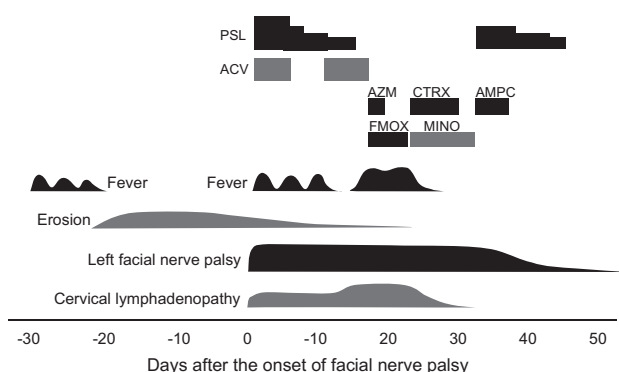 PSL
ACV
AZM CTRX AMPC
FMOX MINO
Fever Fever
Erosion
Left facial nerve palsy
Cervical lymphadenopathy
-30 -20 -10 0 -10 20 30 40 50
Days after the onset of facial nerve palsy